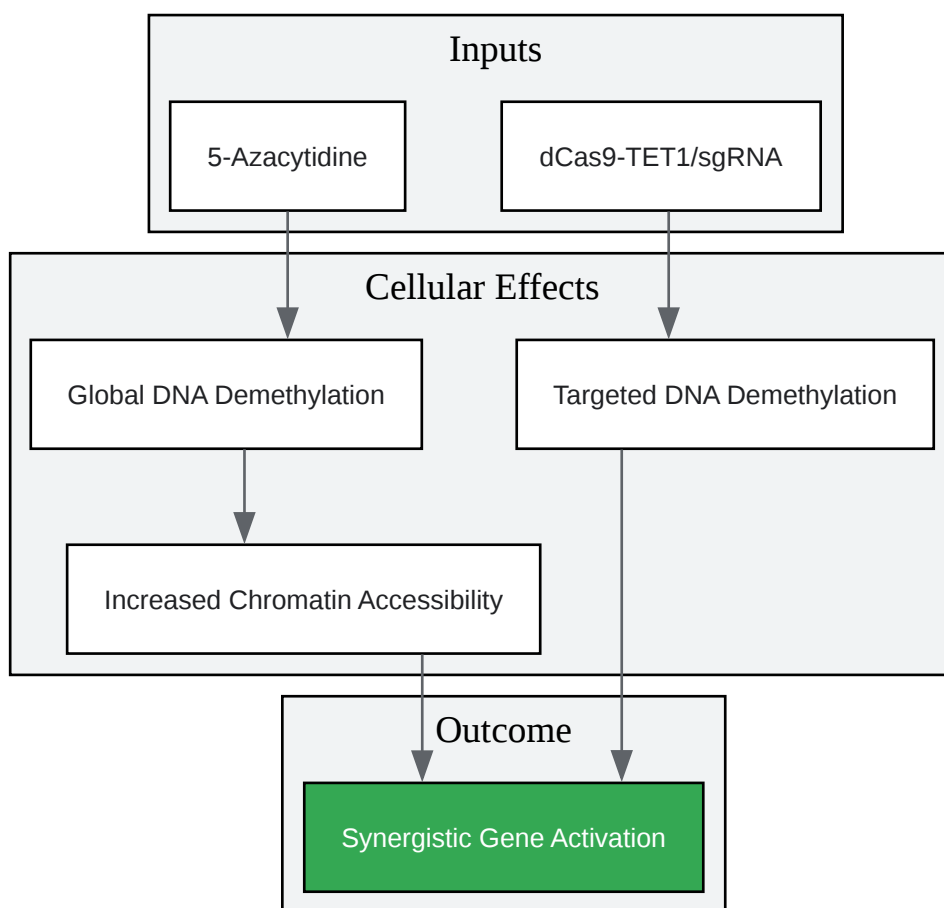 Inputs
5-Azacytidine
dCas9-TET1/sgRNA
Cellular Effects
Global DNA Demethylation
Targeted DNA Demethylation
Increased Chromatin Accessibility
Outcome
Synergistic Gene Activation